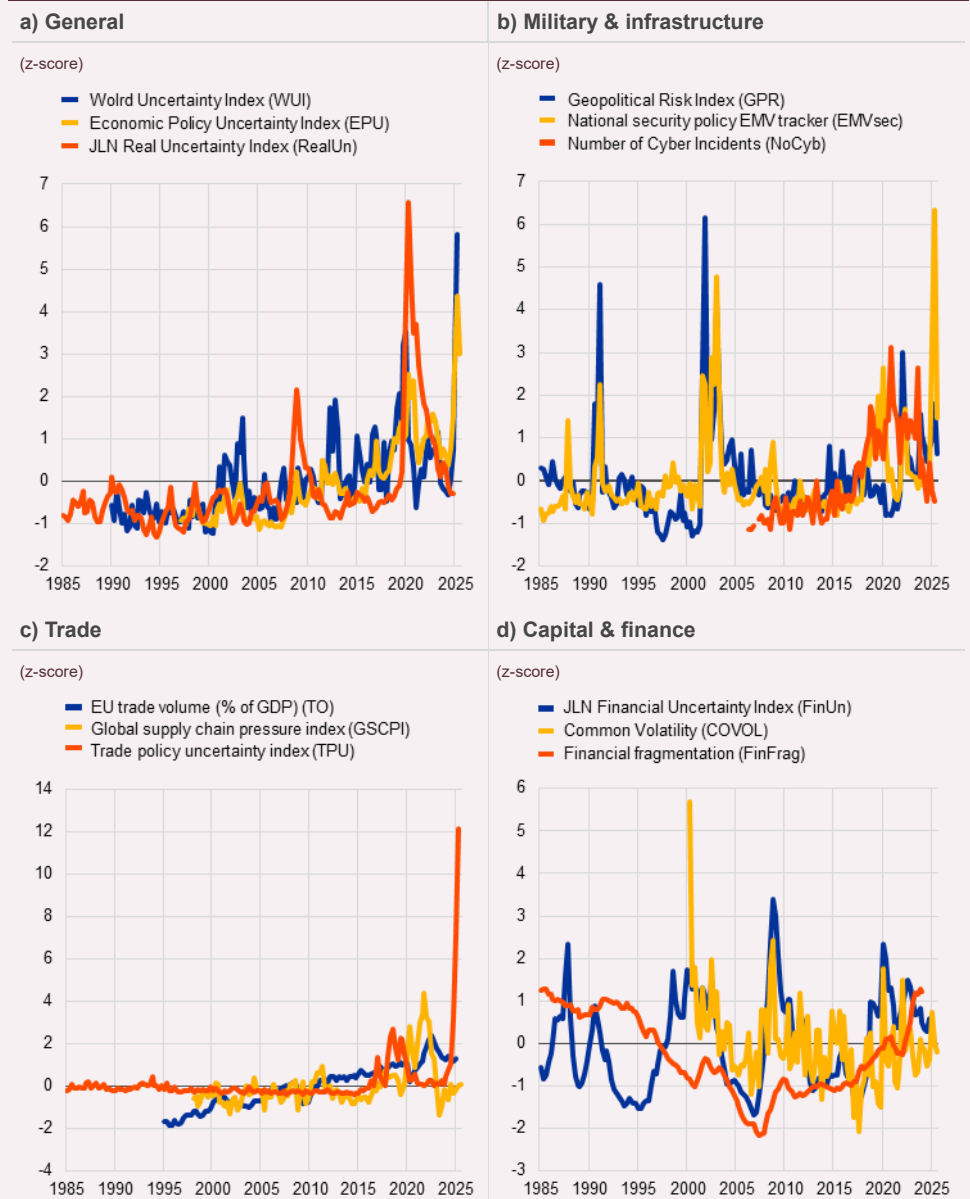 a) General
(z-score)
Wolrd Uncertainty Index (WUI)
Economic Policy Uncertainty Index (EPU)
JLN Real Uncertainty Index (RealUn)
7
6
5
4
3
2
1
0
-1
-2
1985 1990 1995 2000 2005 2010 2015 2020 2025
b) Military & infrastructure
(z-score)
Geopolitical Risk Index (GPR)
National security policy EMV tracker (EMVsec)
Number of Cyber Incidents (NoCyb)
7
6
5
4
3
2
1
0
-1
-2
1985 1990 1995 2000 2005 2010 2015 2020 2025
c) Trade
(z-score)
EU trade volume (% of GDP) (TO)
Global supply chain pressure index (GSCPI)
Trade policy uncertainty index (TPU)
14
12
10
8
6
4
2
0
-2
-4
1985 1990 1995 2000 2005 2010 2015 2020 2025
d) Capital & finance
(z-score)
JLN Financial Uncertainty Index (FinUn)
Common Volatility (COVOL)
Financial fragmentation (FinFrag)
6
5
4
3
2
1
0
-1
-2
-3
1985 1990 1995 2000 2005 2010 2015 2020 2025